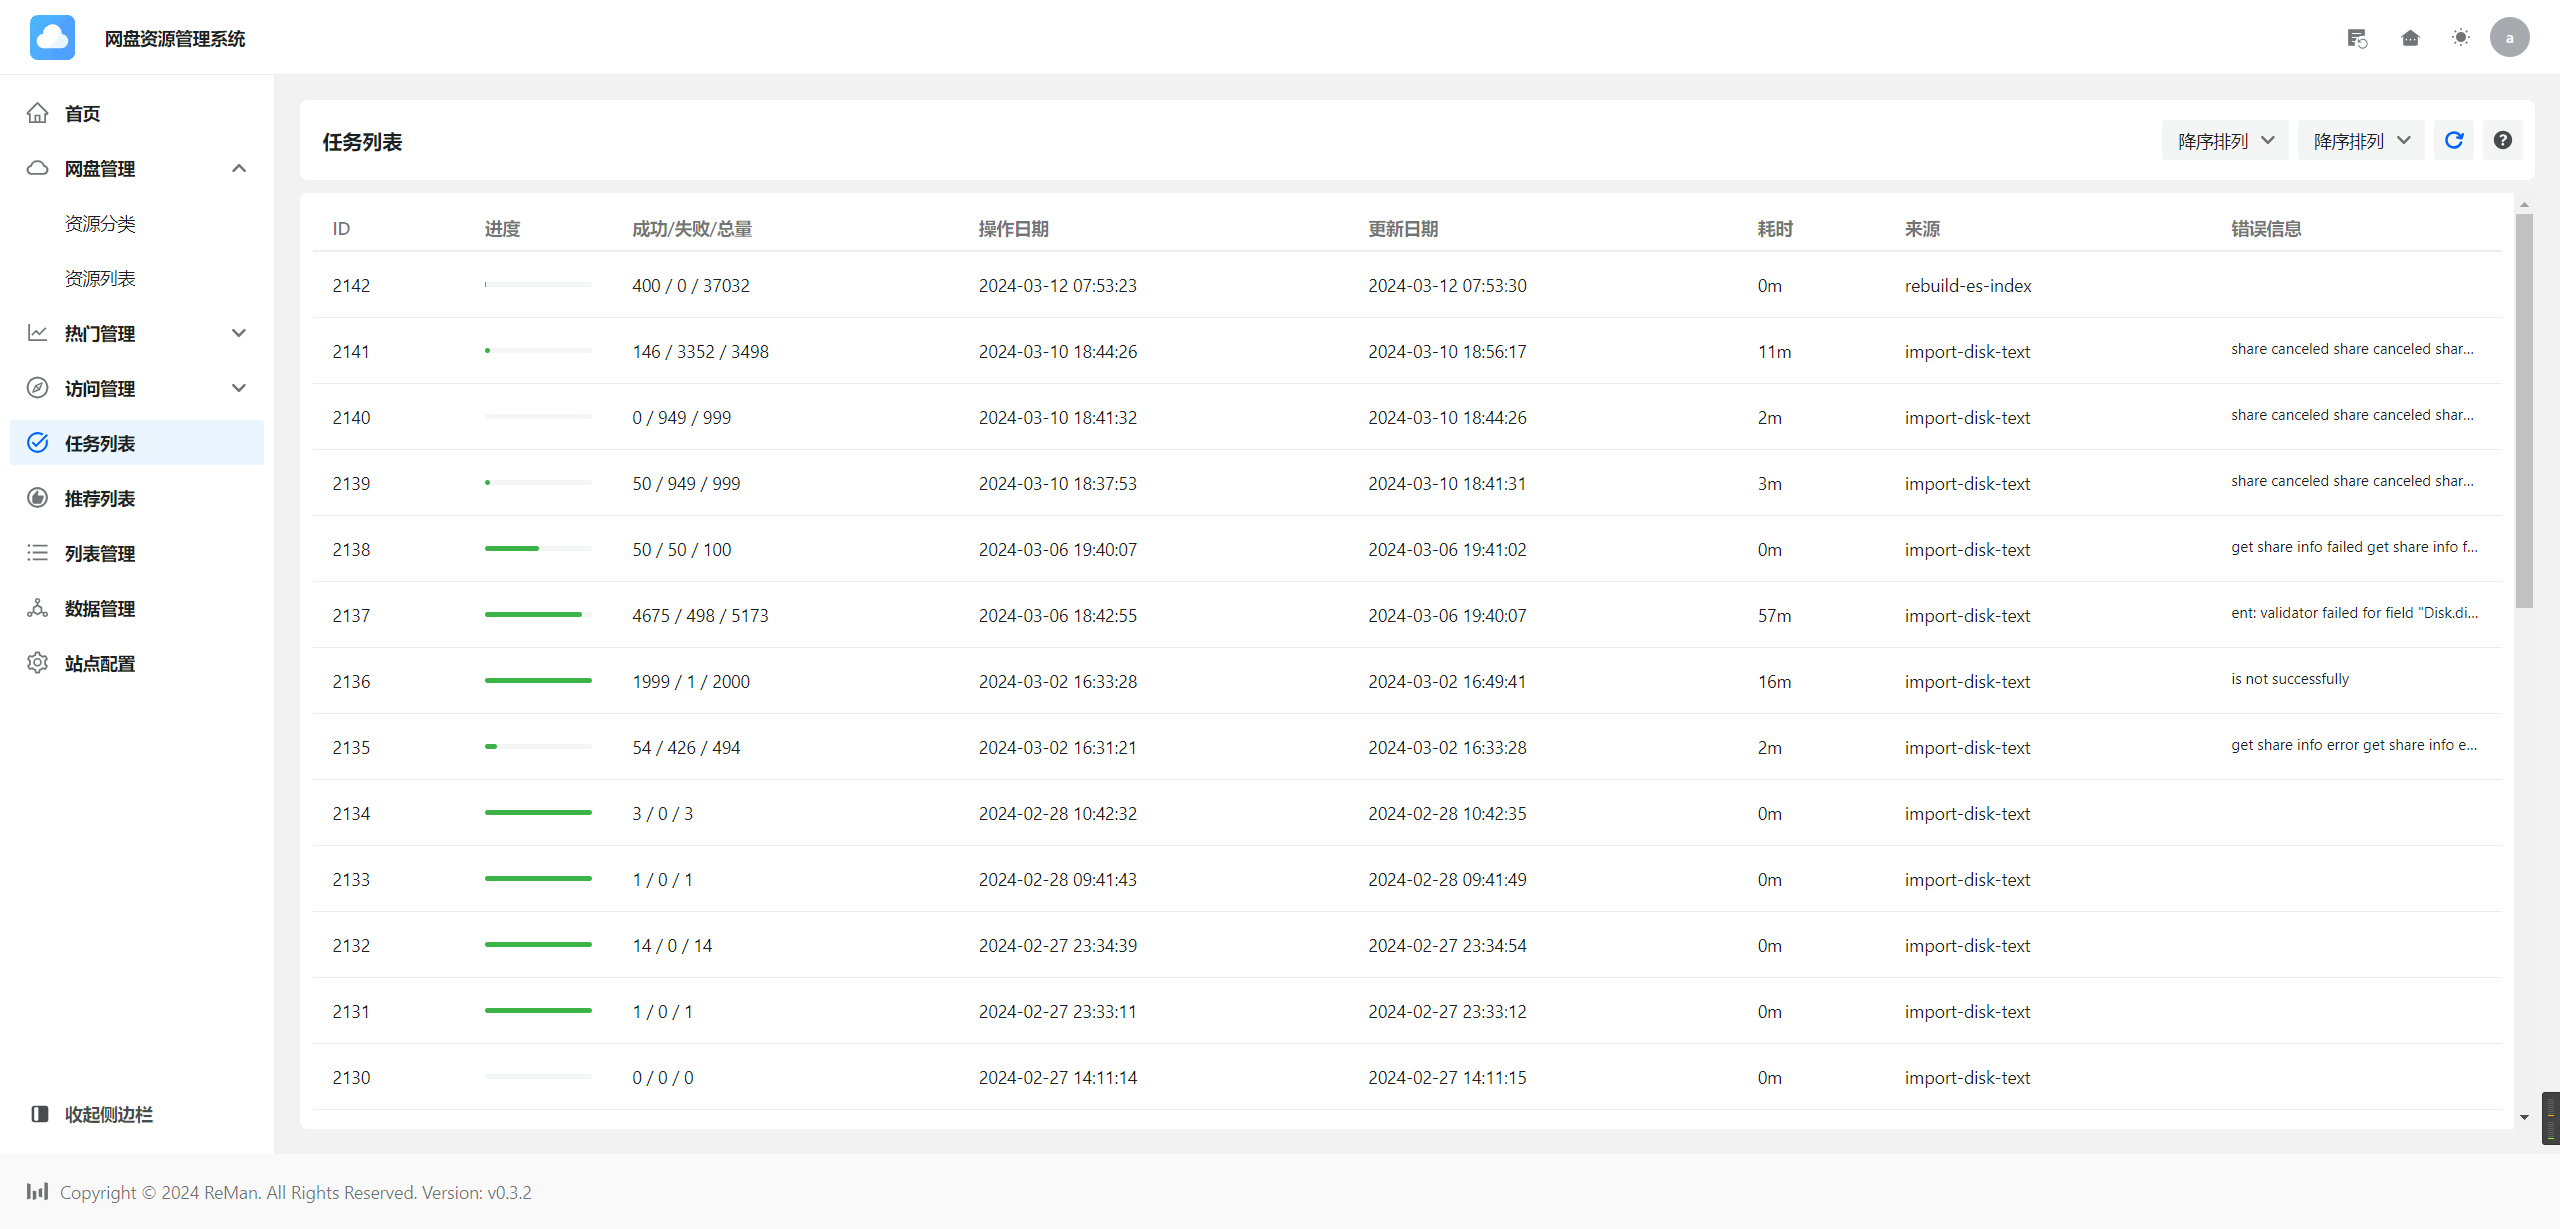 网盘资源管理系统
a
首页
网盘管理
资源分类
资源列表
热门管理
访问管理
任务列表
推荐列表
列表管理
数据管理
站点配置
收起侧边栏
任务列表
降序排列 降序排列
ID 进度 成功/失败/总量 操作日期 更新日期 耗时 来源 错误信息
2142 400 / 0 / 37032 2024-03-12 07:53:23 2024-03-12 07:53:30 0m rebuild-es-index
2141 146 / 3352 / 3498 2024-03-10 18:44:26 2024-03-10 18:56:17 11m import-disk-text share canceled share canceled shar...
2140 0 / 949 / 999 2024-03-10 18:41:32 2024-03-10 18:44:26 2m import-disk-text share canceled share canceled shar...
2139 50 / 949 / 999 2024-03-10 18:37:53 2024-03-10 18:41:31 3m import-disk-text share canceled share canceled shar...
2138 50 / 50 / 100 2024-03-06 19:40:07 2024-03-06 19:41:02 0m import-disk-text get share info failed get share info f...
2137 4675 / 498 / 5173 2024-03-06 18:42:55 2024-03-06 19:40:07 57m import-disk-text ent: validator failed for field "Disk.di...
2136 1999 / 1 / 2000 2024-03-02 16:33:28 2024-03-02 16:49:41 16m import-disk-text is not successfully
2135 54 / 426 / 494 2024-03-02 16:31:21 2024-03-02 16:33:28 2m import-disk-text get share info error get share info e...
2134 3 / 0 / 3 2024-02-28 10:42:32 2024-02-28 10:42:35 0m import-disk-text
2133 1 / 0 / 1 2024-02-28 09:41:43 2024-02-28 09:41:49 0m import-disk-text
2132 14 / 0 / 14 2024-02-27 23:34:39 2024-02-27 23:34:54 0m import-disk-text
2131 1 / 0 / 1 2024-02-27 23:33:11 2024-02-27 23:33:12 0m import-disk-text
2130 0 / 0 / 0 2024-02-27 14:11:14 2024-02-27 14:11:15 0m import-disk-text
Copyright © 2024 ReMan. All Rights Reserved. Version: v0.3.2